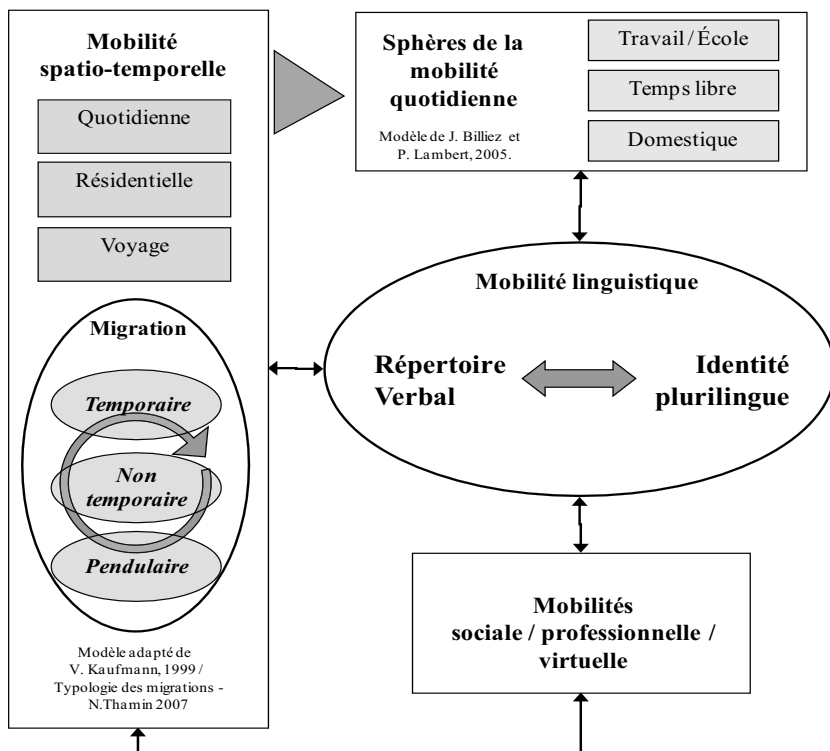 Mobilité
spatio-temporelle
Quotidienne
Résidentielle
Voyage
Migration
Temporaire
Non
temporaire
Pendulaire
Modèle adapté de
V. Kaufmann, 1999 /
Typologie des migrations -
N.Thamin 2007
Sphères de la
mobilité
quotidienne
Modèle de J. Billiez et
P. Lambert, 2005.
Travail / École
Temps libre
Domestique
Mobilité linguistique
Répertoire
Verbal
Identité
plurilingue
Mobilités
sociale / professionnelle /
virtuelle